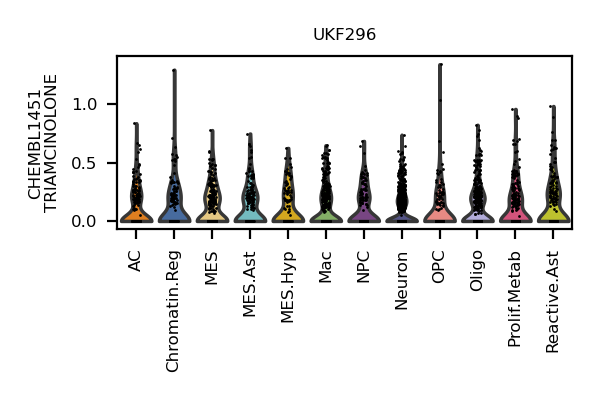 UKF296
CHEMBL1451
TRIAMCINOLONE
1.0
0.5
0.0
AC
Chromatin.Reg
MES
MES.Ast
MES.Hyp
Mac
NPC
Neuron
OPC
Oligo
Prolif.Metab
Reactive.Ast